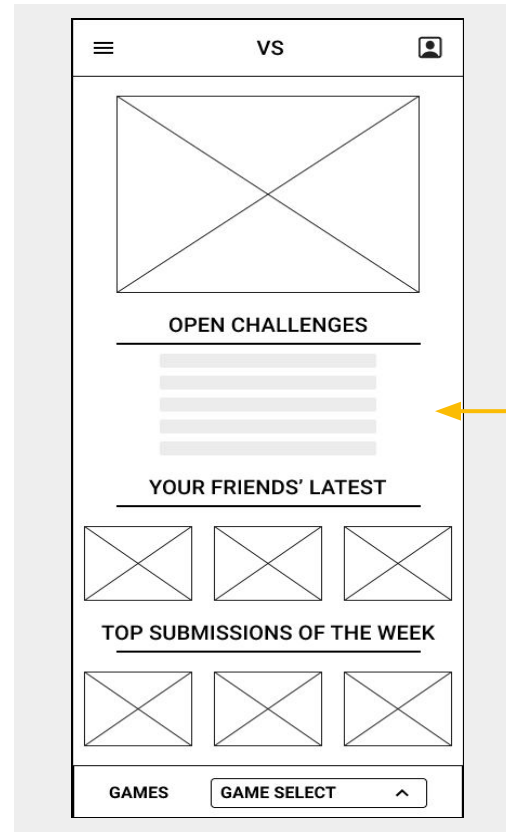 VS
OPEN CHALLENGES
YOUR FRIENDS’ LATEST
TOP SUBMISSIONS OF THE WEEK
GAMES GAME SELECT